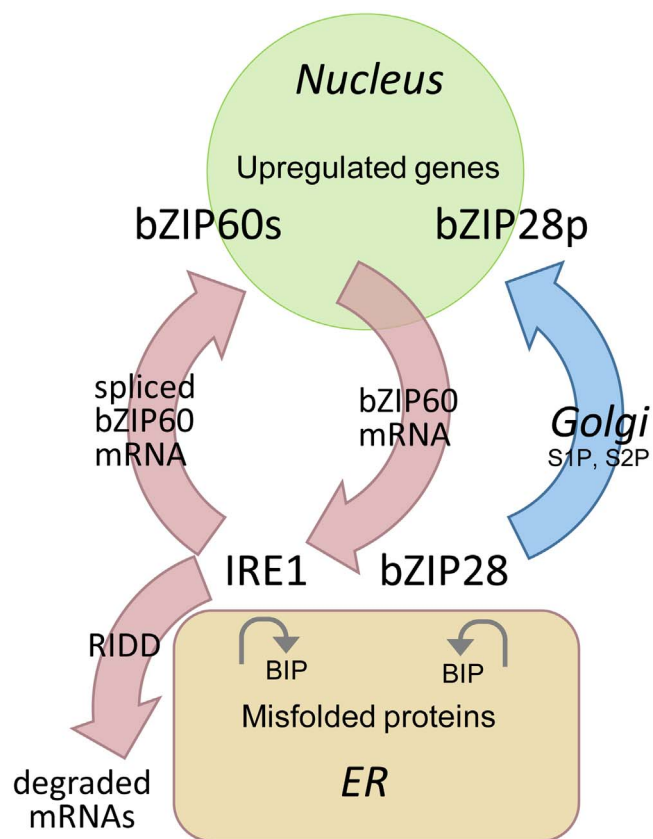 Nucleus
Upregulated genes
bZIP60s
bZIP28p
spliced
bZIP60
mRNA
bZIP60
mRNA
Golgi
S1P, S2P
IRE1
bZIP28
RIDD
BIP
BIP
Misfolded proteins
ER
degraded
mRNAs